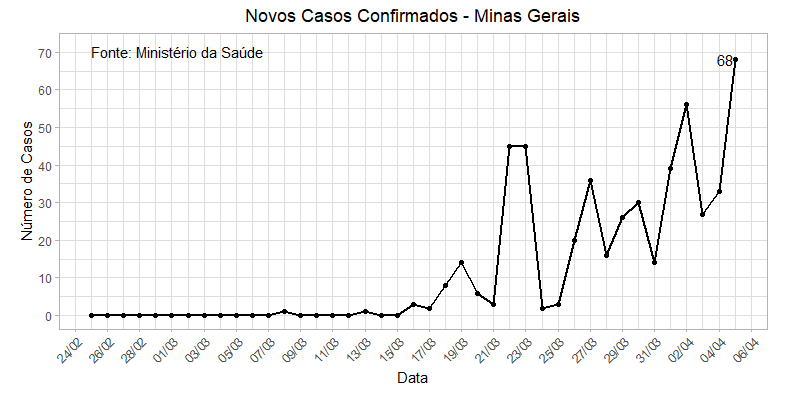 Novos Casos Confirmados - Minas Gerais
Fonte: Ministério da Saúde
68
70
60
50
40
30
20
10
0
Número de Casos
24/02 26/02 28/02 01/03 03/03 05/03 07/03 09/03 11/03 13/03 15/03 17/03 19/03 21/03 23/03 25/03 27/03 29/03 31/03 02/04 04/04 06/04
Data